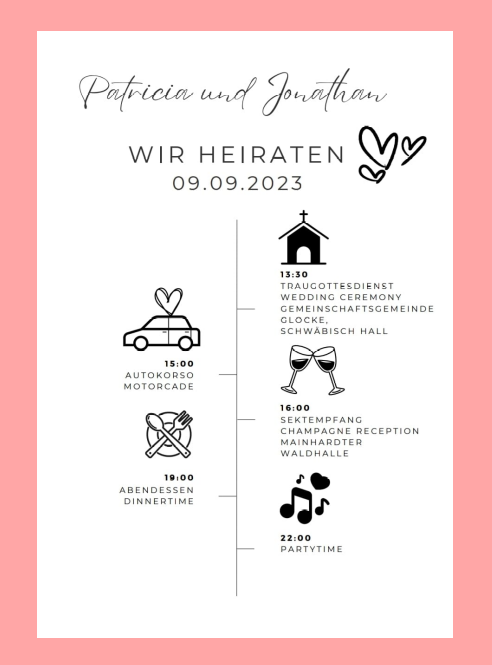 Patricia und Jonathan
WIR HEIRATEN
09.09.2023
13:30
TRAUGOTTESDIENST
WEDDING CEREMONY
GEMEINSCHAFTSGEMEINDE
GLOCKE,
SCHWÄBISCH HALL
15:00
AUTOKORSO
MOTORCADE
16:00
SEKTEMPFANG
CHAMPAGNE RECEPTION
MAINHARDTER
WALDHALLE
19:00
ABENDESSEN
DINNERTIME
22:00
PARTYTIME